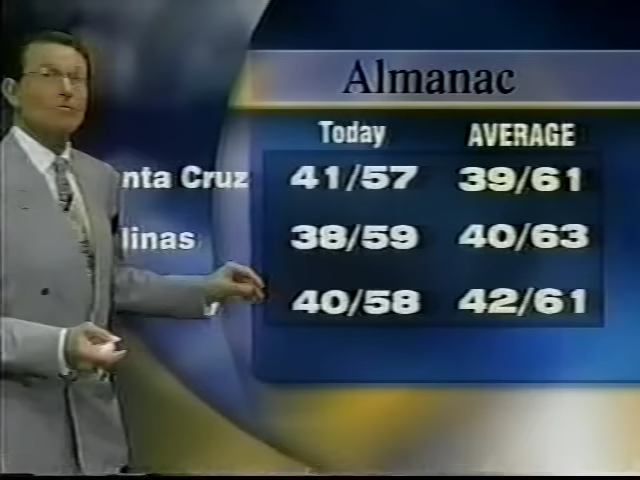 Almanac
Today AVERAGE
nta Cruz 41/57 39/61
linas 38/59 40/63
40/58 42/61